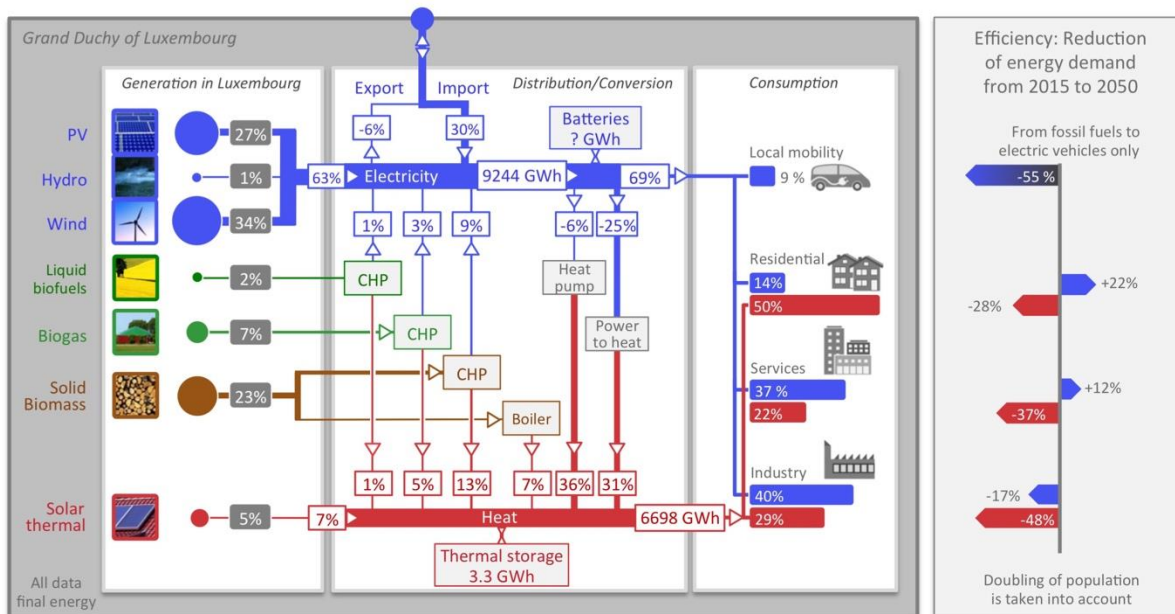 Grand Duchy of Luxembourg
Generation in Luxembourg
Distribution/Conversion
Consumption
Export
Import
PV
27%
Hydro
1%
Wind
34%
Liquid
biofuels
2%
Biogas
7%
Solid
Biomass
23%
Solar
thermal
5%
All data
final energy
-6%
30%
Batteries
? GWh
63%
Electricity
9244 GWh
69%
1%
3%
9%
-6%
-25%
CHP
CHP
CHP
Boiler
Heat
pump
Power
to heat
1%
5%
13%
7%
36%
31%
7%
Heat
6698 GWh
Thermal storage
3.3 GWh
Local mobility
9 %
Residential
14%
50%
Services
37 %
22%
Industry
40%
29%
Efficiency: Reduction
of energy demand
from 2015 to 2050
From fossil fuels to
electric vehicles only
-55 %
+22%
-28%
+12%
-37%
-17%
-48%
Doubling of population
is taken into account